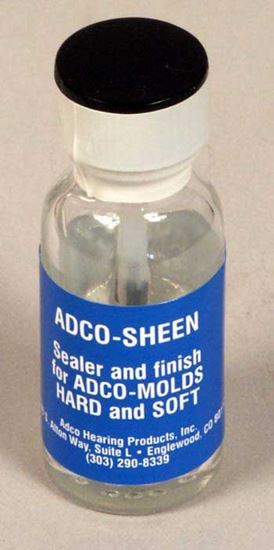 ADCO-SHEEN
Sealer and finish
for ADCO-MOLDS
HARD and SOFT
Adco Hearing Products, Inc.
S. Alton Way, Suite L • Englewood, CO
(303) 290-8339